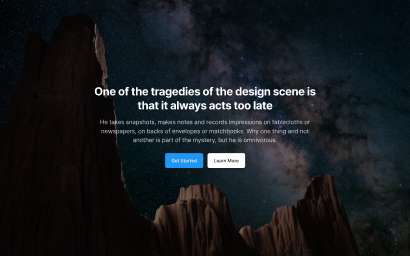 One of the tragedies of the design scene is
that it always acts too late
He takes snapshots, makes notes and records impressions on tablecloths or
newspapers, on backs of envelopes or matchbooks. Why one thing and not
another is part of the mystery, but he is omnivorous.
Get Started
Learn More